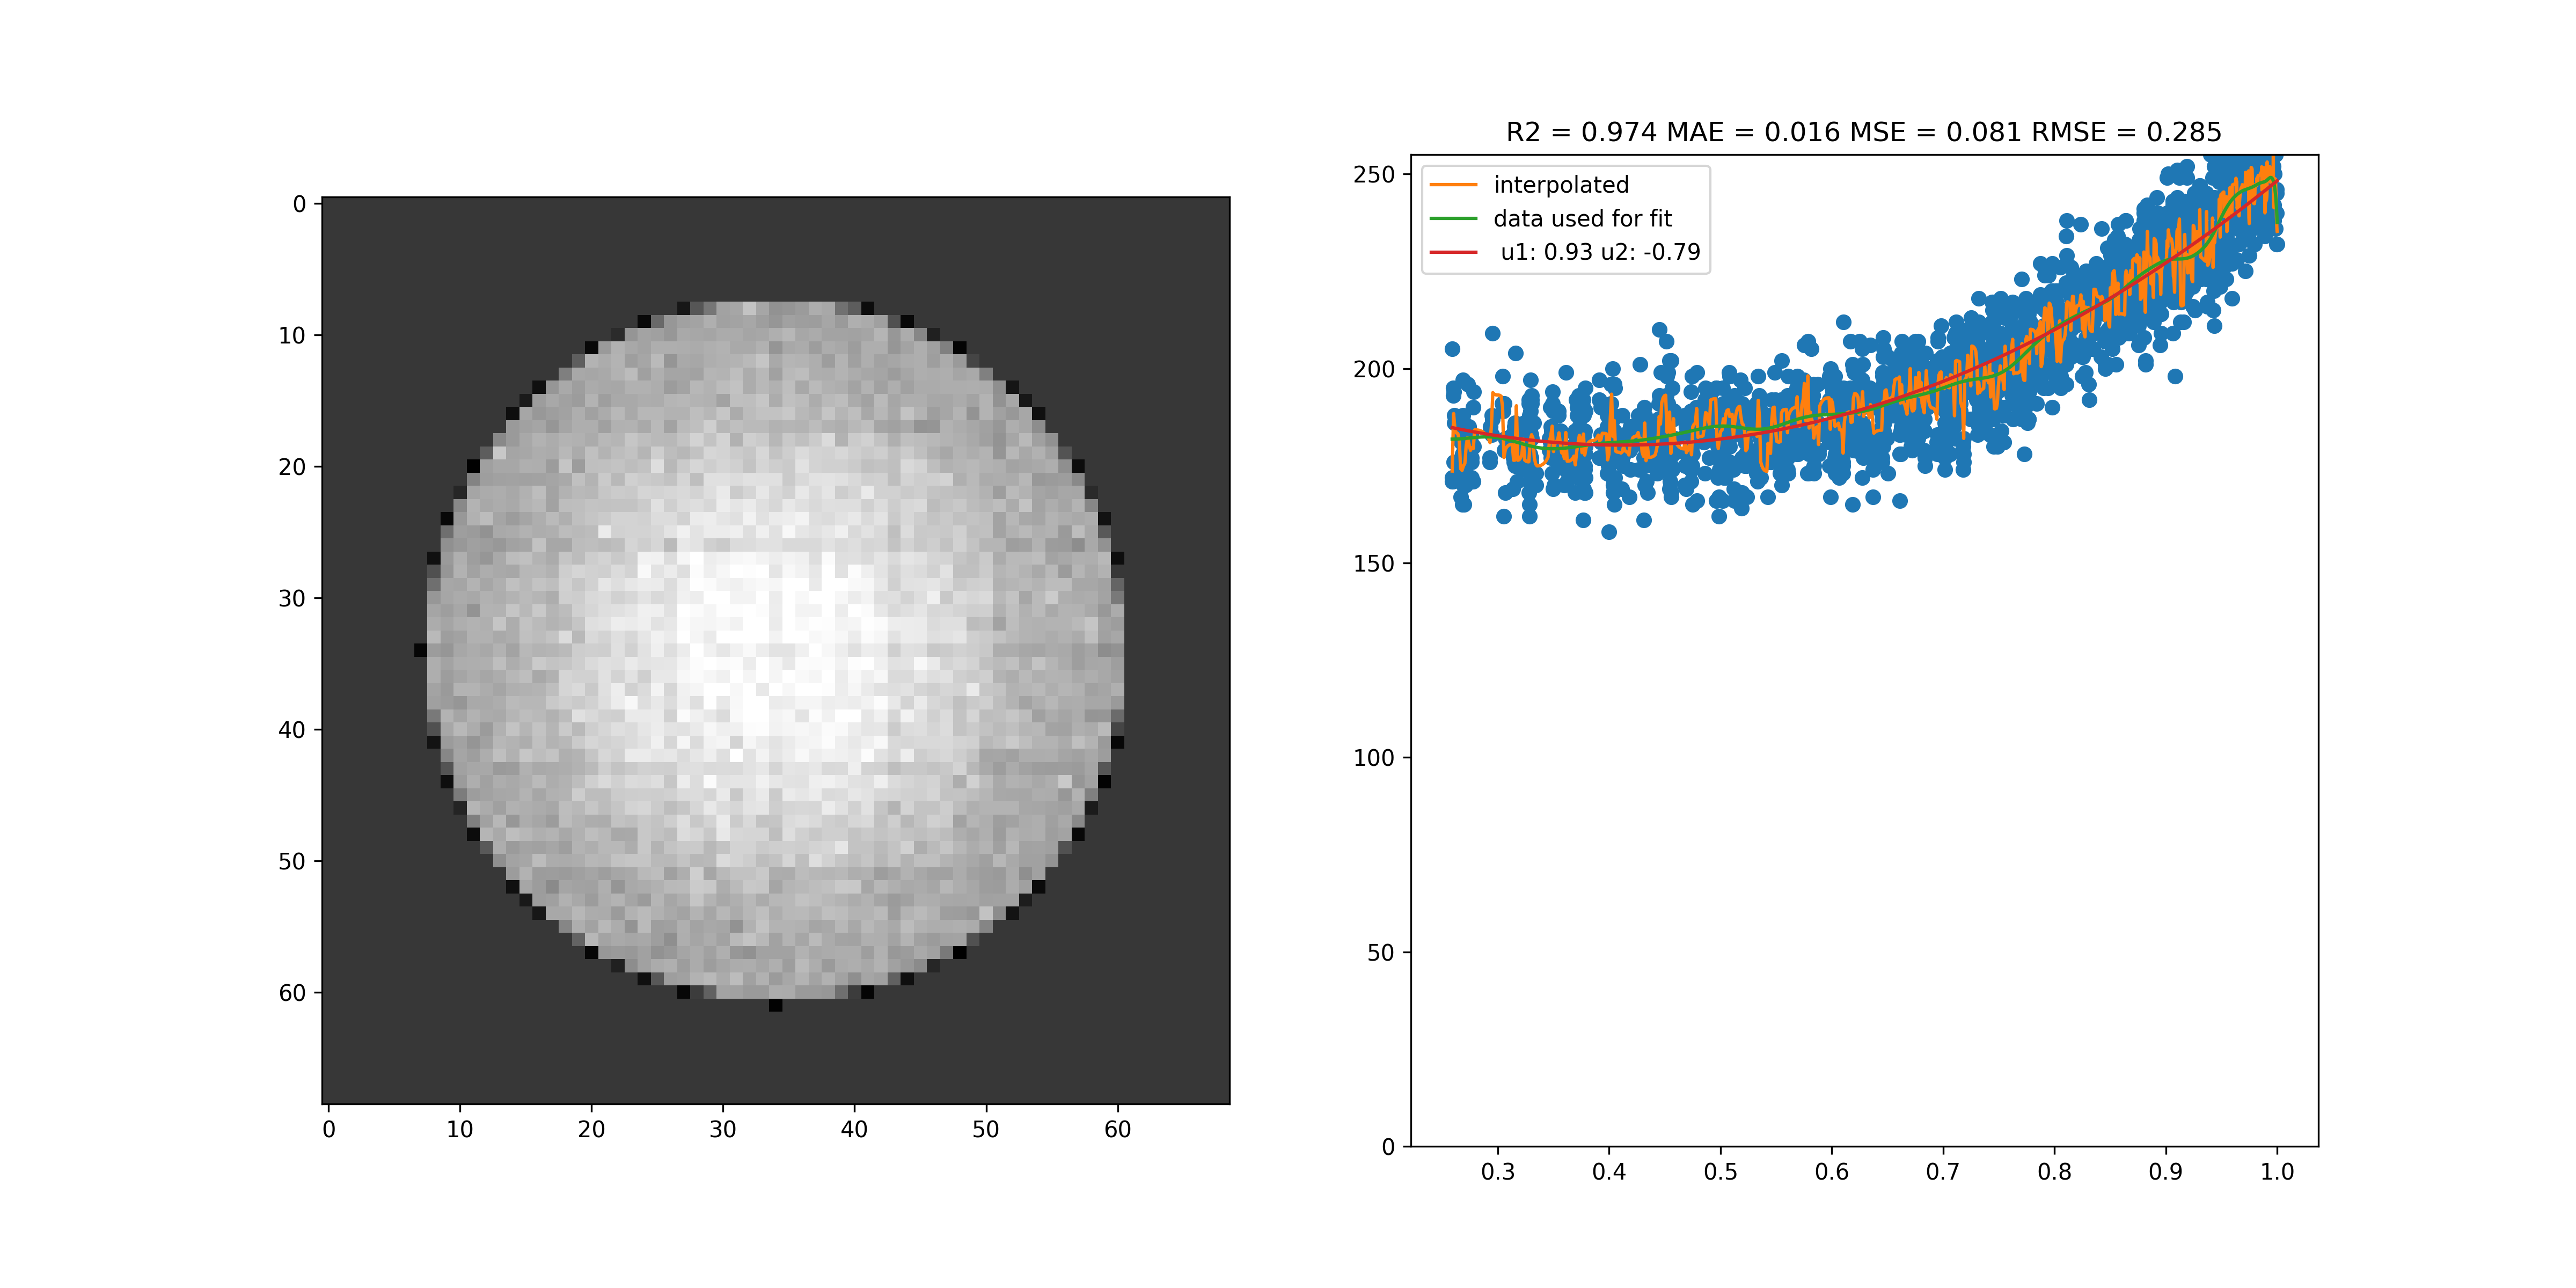 R2 = 0.974 MAE = 0.016 MSE = 0.081 RMSE = 0.285
0
10
20
30
40
50
60
0 10 20 30 40 50 60
interpolated
data used for fit
u1: 0.93 u2: -0.79
250
200
150
100
50
0
0.3 0.4 0.5 0.6 0.7 0.8 0.9 1.0